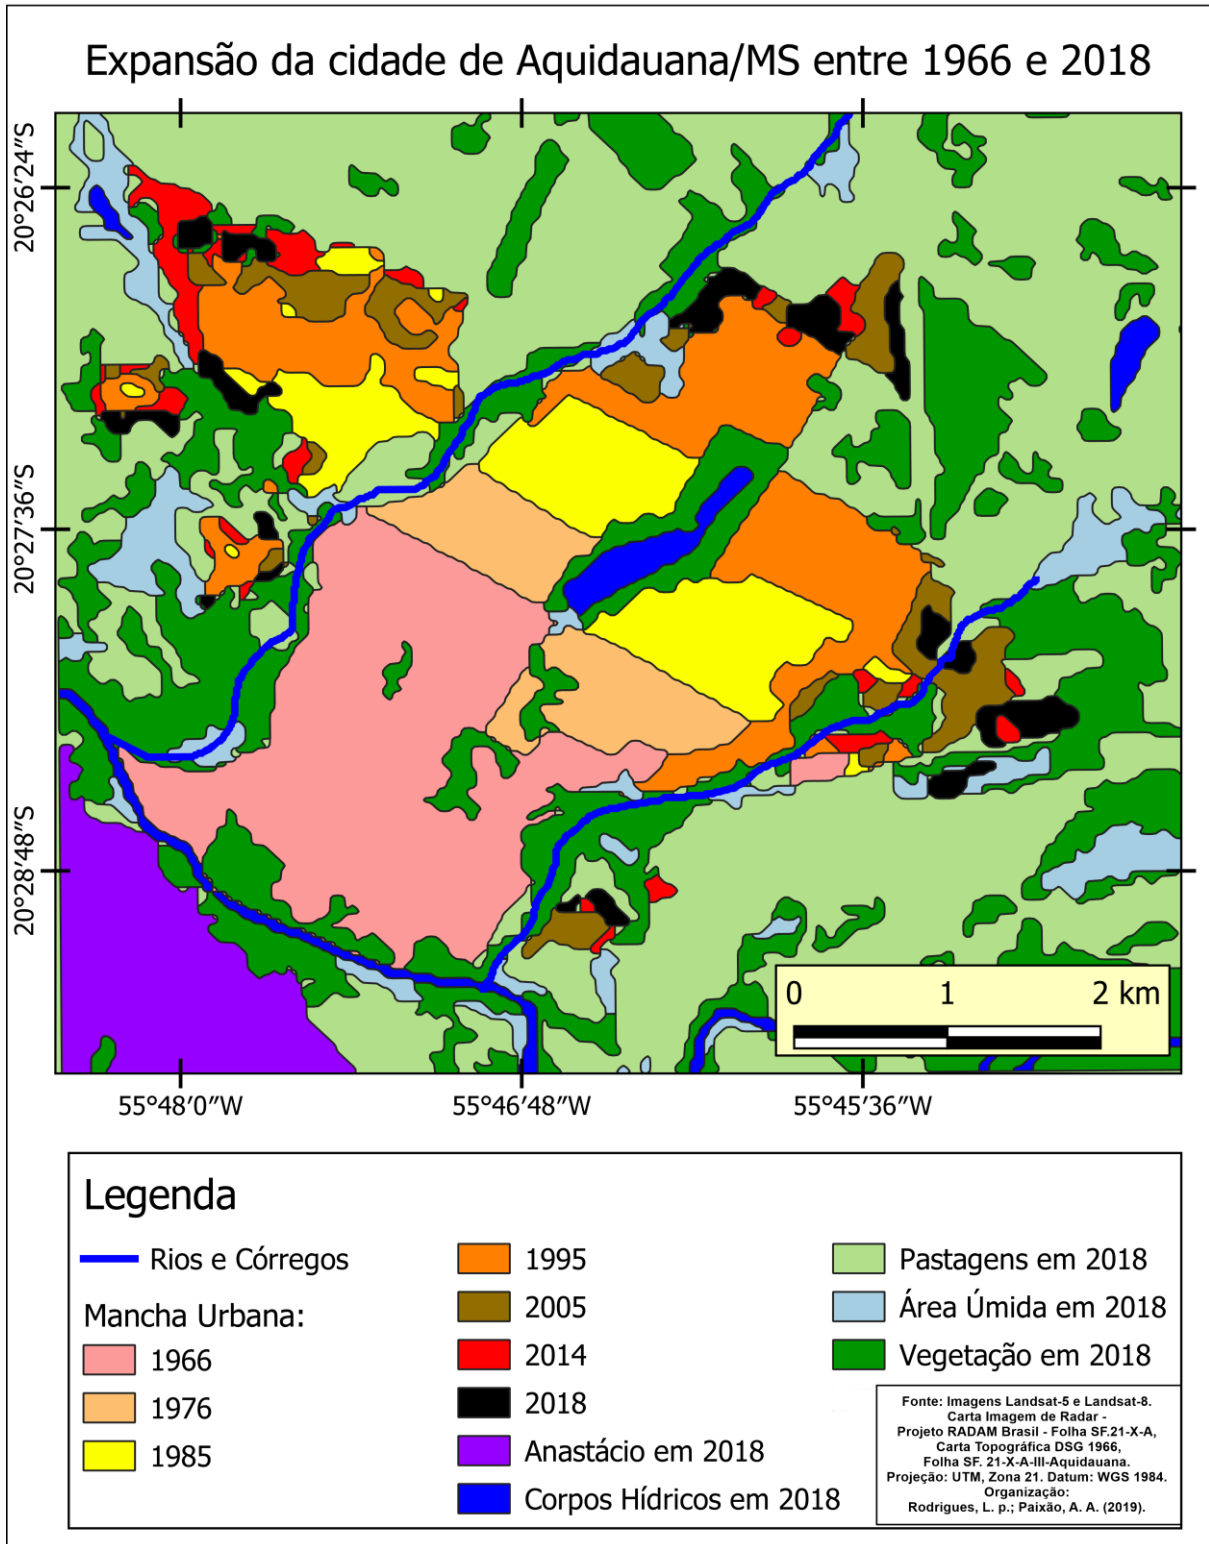 Expansão da cidade de Aquidauana/MS entre 1966 e 2018
20°26′24″S
20°27′36″S
20°28′48″S
0 1 2 km
55°48′0″W 55°46′48″W 55°45′36″W
Legenda
Rios e Córregos
Mancha Urbana:
1966
1976
1985
1995
2005
2014
2018
Anastácio em 2018
Corpos Hídricos em 2018
Pastagens em 2018
Área Úmida em 2018
Vegetação em 2018
Fonte: Imagens Landsat-5 e Landsat-8.
Carta Imagem de Radar -
Projeto RADAM Brasil - Folha SF.21-X-A,
Carta Topográfica DSG 1966,
Folha SF. 21-X-A-III-Aquidauana.
Projeção: UTM, Zona 21. Datum: WGS 1984.
Organização:
Rodrigues, L. p.; Paixão, A. A. (2019).